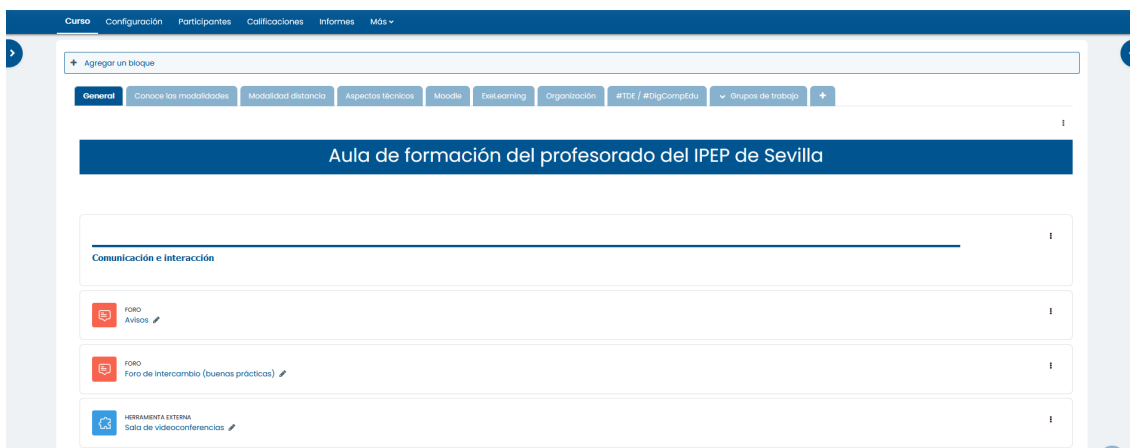 Curso Configuración Participantes Calificaciones Informes Más
+ Agregar un bloque
General Conoce las modalidades Modalidad distancia Aspectos técnicos Moodle ExeLearning Organización #TDE / #DigCompEdu Grupos de trabajo +
Aula de formación del profesorado del IPEP de Sevilla
Comunicación e interacción
FORO
Avisos
FORO
Foro de intercambio (buenas prácticas)
HERRAMIENTA EXTERNA
Sala de videoconferencias